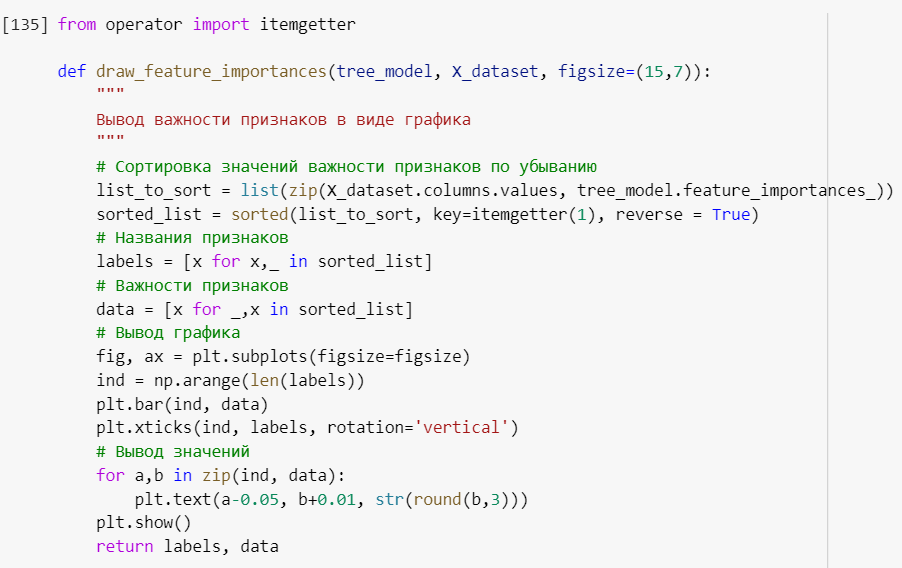 [135] from operator import itemgetter
def draw_feature_importances(tree_model, X_dataset, figsize=(15,7)):
"""
Вывод важности признаков в виде графика
"""
# Сортировка значений важности признаков по убыванию
list_to_sort = list(zip(X_dataset.columns.values, tree_model.feature_importances_))
sorted_list = sorted(list_to_sort, key=itemgetter(1), reverse = True)
# Названия признаков
labels = [x for x,_ in sorted_list]
# Важности признаков
data = [x for _,x in sorted_list]
# Вывод графика
fig, ax = plt.subplots(figsize=figsize)
ind = np.arange(len(labels))
plt.bar(ind, data)
plt.xticks(ind, labels, rotation='vertical')
# Вывод значений
for a,b in zip(ind, data):
plt.text(a-0.05, b+0.01, str(round(b,3)))
plt.show()
return labels, data